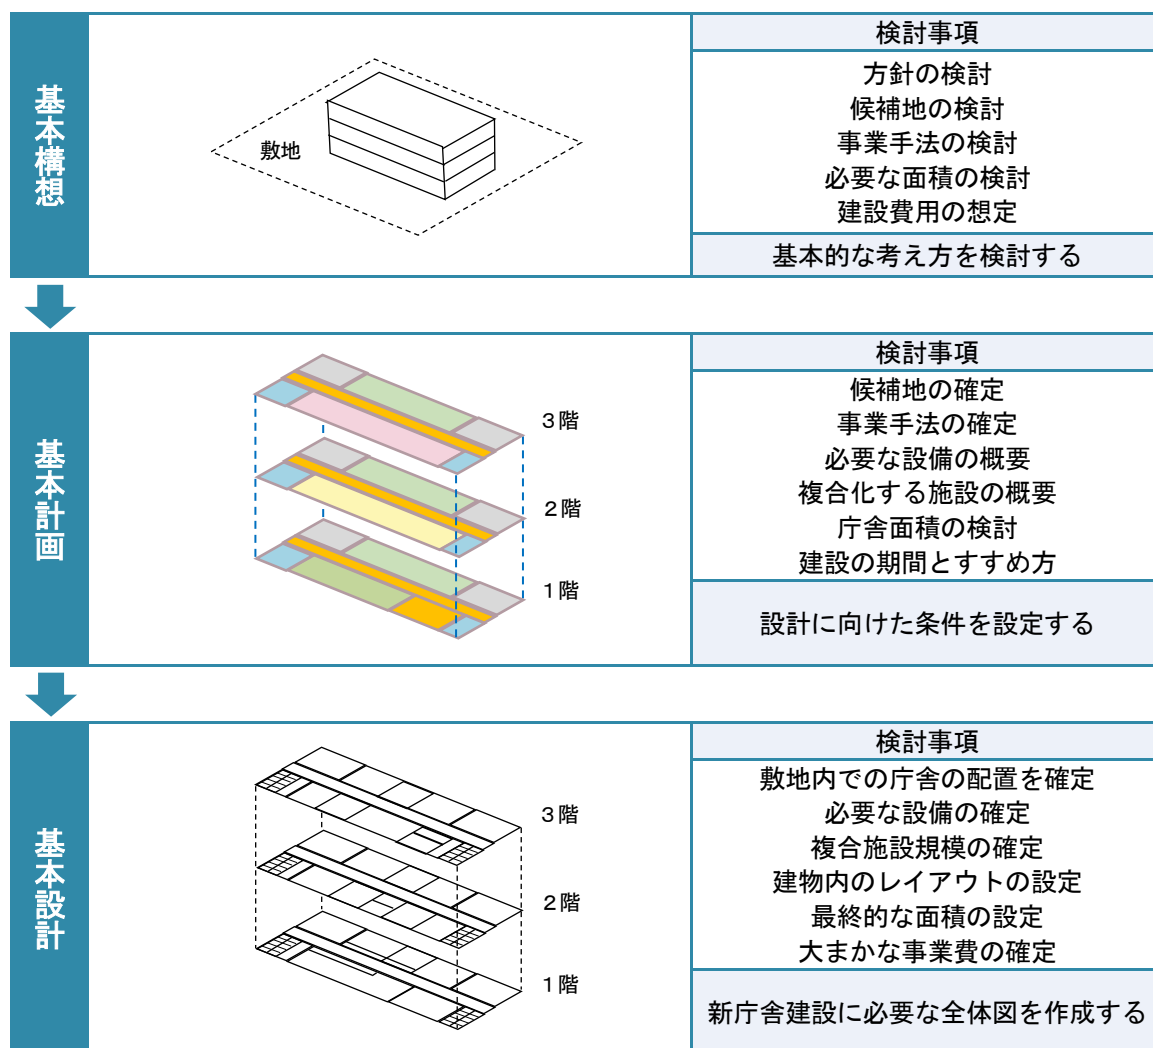 基本構想
敷地
検討事項
方針の検討
候補地の検討
事業手法の検討
必要な面積の検討
建設費用の想定
基本的な考え方を検討する
基本計画
3階
2階
1階
検討事項
候補地の確定
事業手法の確定
必要な設備の概要
複合化する施設の概要
庁舎面積の検討
建設の期間とすすめ方
設計に向けた条件を設定する
基本設計
3階
2階
1階
検討事項
敷地内での庁舎の配置を確定
必要な設備の確定
複合施設規模の確定
建物内のレイアウトの設定
最終的な面積の設定
大まかな事業費の確定
新庁舎建設に必要な全体図を作成する